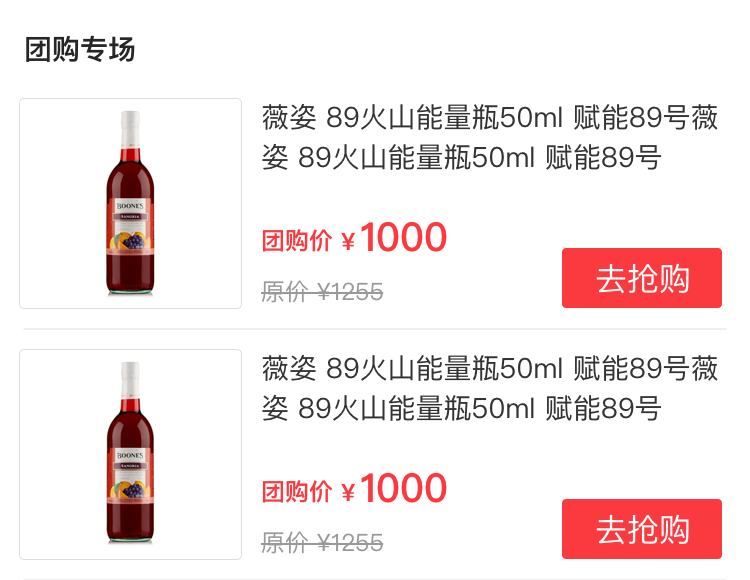 团购专场
薇姿 89火山能量瓶50ml 赋能89号薇
姿 89火山能量瓶50ml 赋能89号
BOONE'S
SANGRIA
团购价 ¥1000
原价 ¥1255
去抢购
薇姿 89火山能量瓶50ml 赋能89号薇
姿 89火山能量瓶50ml 赋能89号
BOONE'S
SANGRIA
团购价 ¥1000
原价 ¥1255
去抢购